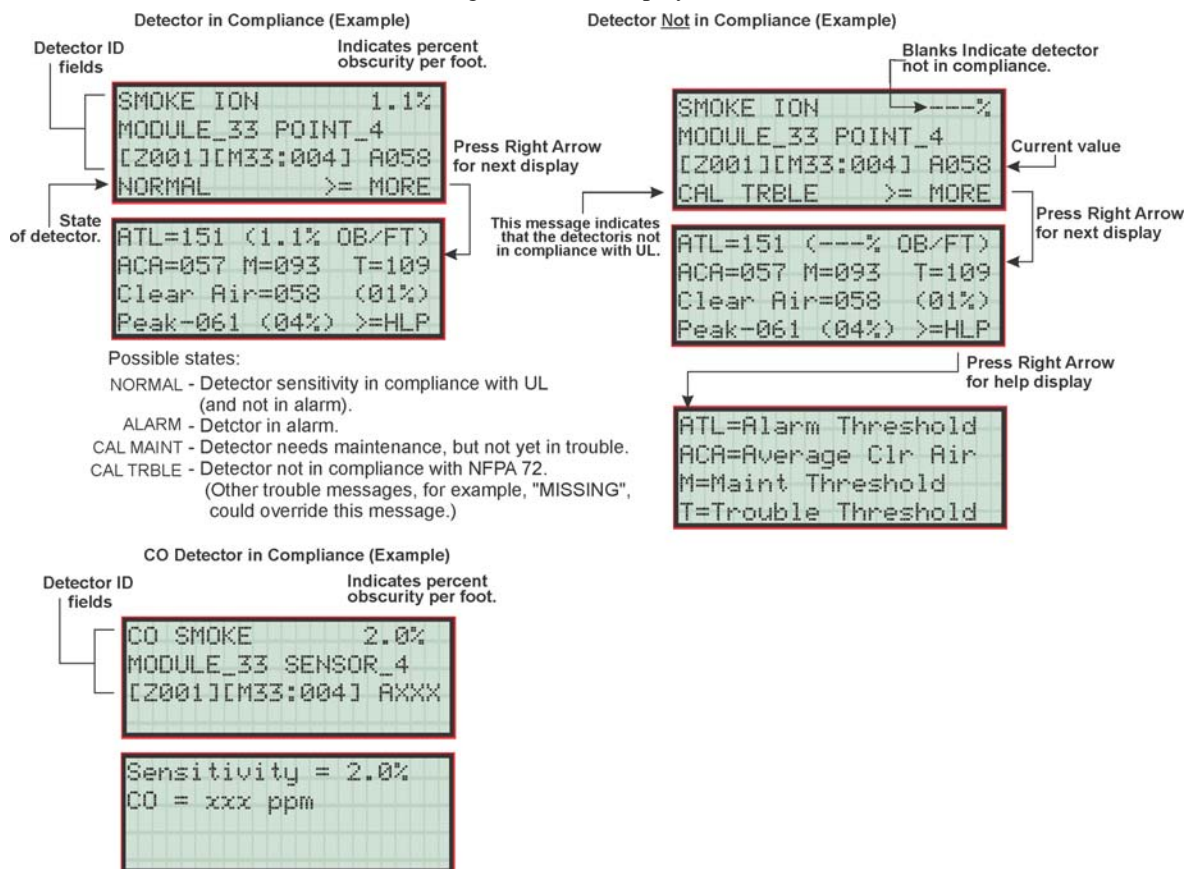 Detector in Compliance (Example)
Detector ID
fields
Indicates percent
obscurity per foot.
SMOKE ION 1.1%
MODULE_33 POINT_4
[Z001][M33:004] A058
NORMAL >= MORE
Press Right Arrow
for next display
State
of detector.
ATL=151 (1.1% OB/FT)
ACA=057 M=093 T=109
Clear Air=058 (01%)
Peak-061 (04%) >=HLP
Possible states:
NORMAL - Detector sensitivity in compliance with UL
(and not in alarm).
ALARM - Detctor in alarm.
CAL MAINT - Detector needs maintenance, but not yet in trouble.
CAL TRBLE - Detector not in compliance with NFPA 72.
(Other trouble messages, for example, "MISSING",
could override this message.)
Detector Not in Compliance (Example)
Blanks Indicate detector
not in compliance.
SMOKE ION ---%
MODULE_33 POINT_4
[Z001][M33:004] A058
CAL TRBLE >= MORE
Current value
This message indicates
that the detectoris not
in compliance with UL.
Press Right Arrow
for next display
ATL=151 (---% OB/FT)
ACA=057 M=093 T=109
Clear Air=058 (01%)
Peak-061 (04%) >=HLP
Press Right Arrow
for help display
ATL=Alarm Threshold
ACA=Average Clr Air
M=Maint Threshold
T=Trouble Threshold
CO Detector in Compliance (Example)
Detector ID
fields
Indicates percent
obscurity per foot.
CO SMOKE 2.0%
MODULE_33 SENSOR_4
[Z001][M33:004] AXXX
Sensitivity = 2.0%
CO = xxx ppm